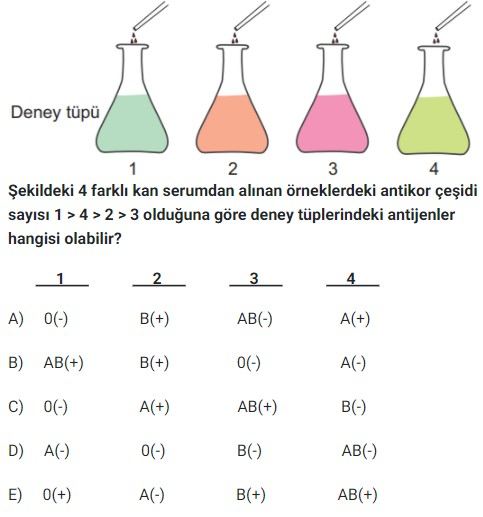 Deney tüpü
1 2 3 4
Şekildeki 4 farklı kan serumdan alınan örneklerdeki antikor çeşidi
sayısı 1 > 4 > 2 > 3 olduğuna göre deney tüplerindeki antijenler
hangisi olabilir?
1 2 3 4
A) 0(-) B(+) AB(-) A(+)
B) AB(+) B(+) 0(-) A(-)
C) 0(-) A(+) AB(+) B(-)
D) A(-) 0(-) B(-) AB(-)
E) 0(+) A(-) B(+) AB(+)